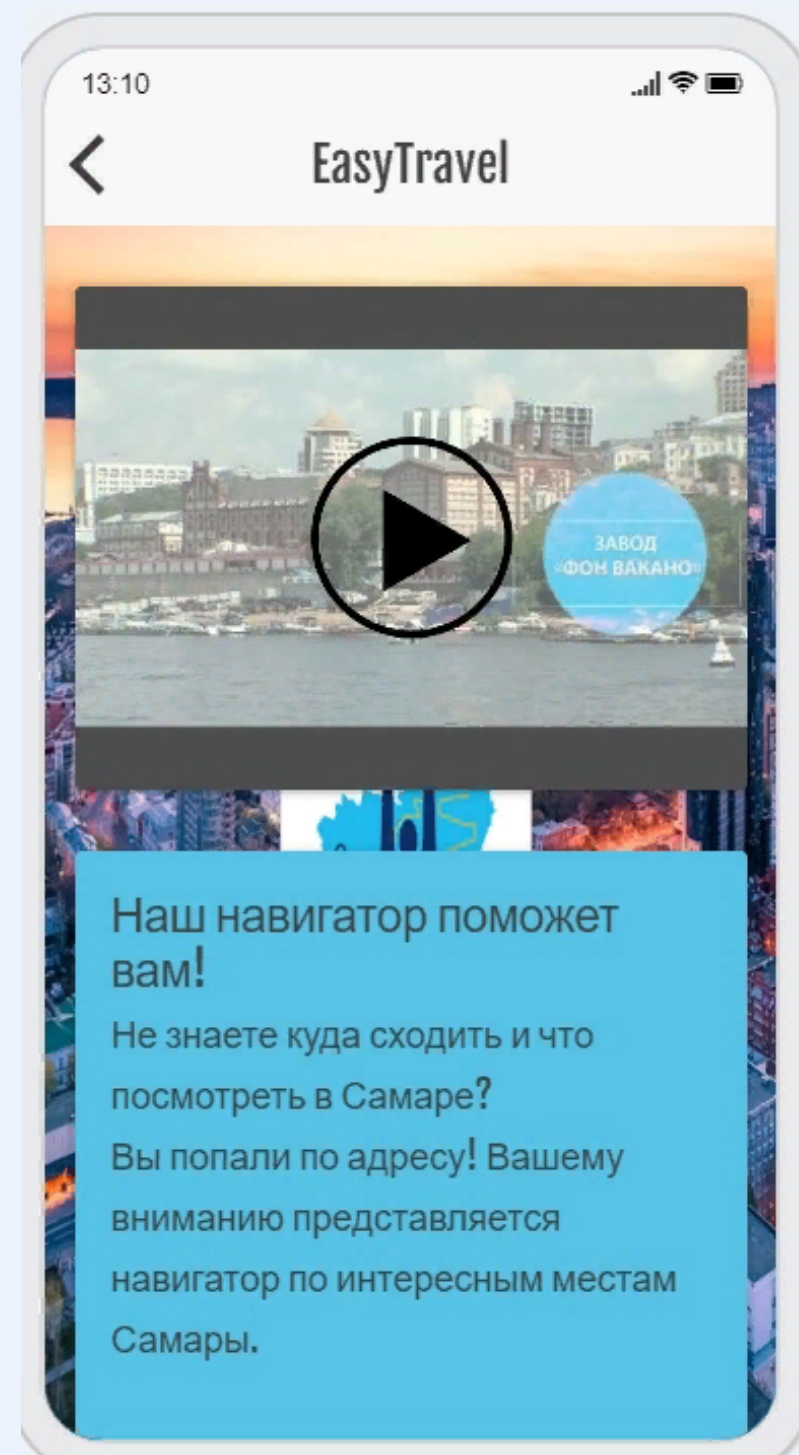 13:10
EasyTravel
ЗАВОД
«ФОН ВАКАНО»
Наш навигатор поможет
вам!
Не знаете куда сходить и что
посмотреть в Самаре?
Вы попали по адресу! Вашему
вниманию представляется
навигатор по интересным местам
Самары.